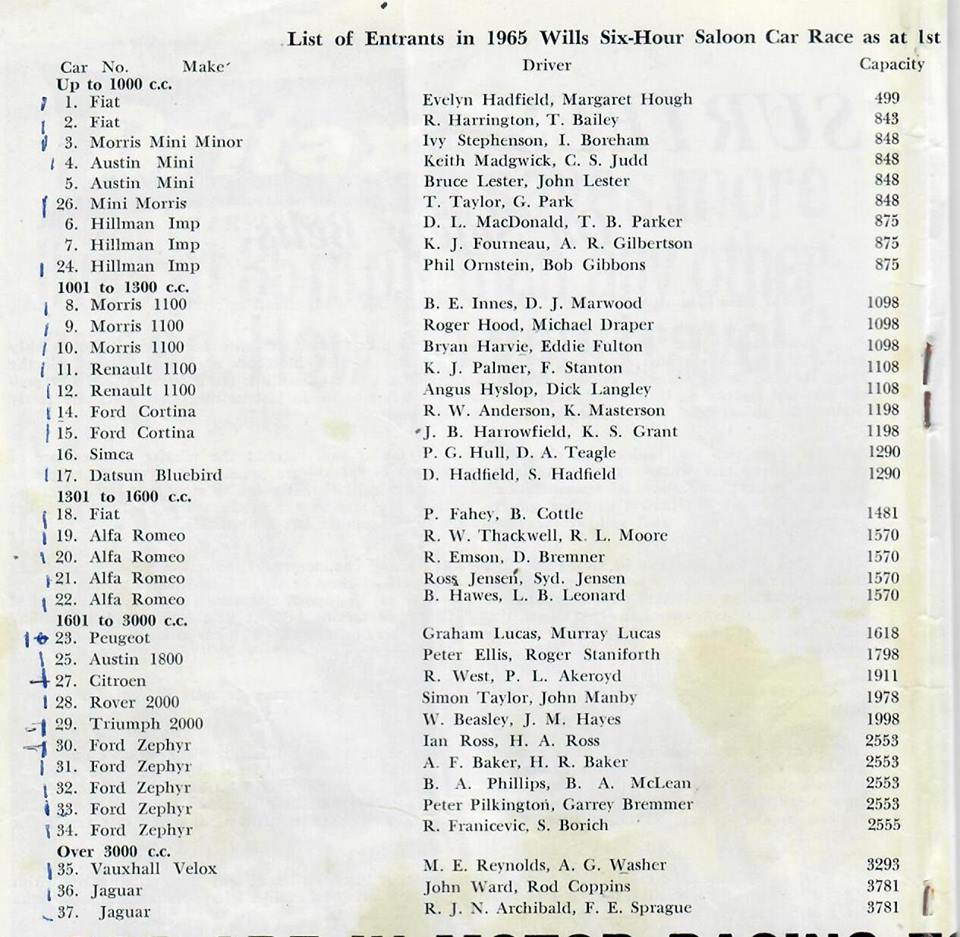 List of Entrants in 1965 Wills Six-Hour Saloon Car Race as at 1st
Car No. Make Driver Capacity
Up to 1000 c.c.
1. Fiat Evelyn Hadfield, Margaret Hough 499
2. Fiat R. Harrington, T. Bailey 843
3. Morris Mini Minor Ivy Stephenson, I. Boreham 848
4. Austin Mini Keith Madgwick, C. S. Judd 848
5. Austin Mini Bruce Lester, John Lester 848
26. Mini Morris T. Taylor, G. Park 848
6. Hillman Imp D. L. MacDonald, T. B. Parker 875
7. Hillman Imp K. J. Fourneau, A. R. Gilbertson 875
24. Hillman Imp Phil Ornstein, Bob Gibbons 875
1001 to 1300 c.c.
8. Morris 1100 B. E. Innes, D. J. Marwood 1098
9. Morris 1100 Roger Hood, Michael Draper 1098
10. Morris 1100 Bryan Harvie, Eddie Fulton 1098
11. Renault 1100 K. J. Palmer, F. Stanton 1108
12. Renault 1100 Angus Hyslop, Dick Langley 1108
14. Ford Cortina R. W. Anderson, K. Masterson 1198
15. Ford Cortina J. B. Harrowfield, K. S. Grant 1198
16. Simca P. G. Hull, D. A. Teagle 1290
17. Datsun Bluebird D. Hadfield, S. Hadfield 1290
1301 to 1600 c.c.
18. Fiat P. Fahey, B. Cottle 1481
19. Alfa Romeo R. W. Thackwell, R. L. Moore 1570
20. Alfa Romeo R. Emson, D. Bremner 1570
21. Alfa Romeo Ross Jensen, Syd. Jensen 1570
22. Alfa Romeo B. Hawes, L. B. Leonard 1570
1601 to 3000 c.c.
23. Peugeot Graham Lucas, Murray Lucas 1618
25. Austin 1800 Peter Ellis, Roger Staniforth 1798
27. Citroen R. West, P. L. Akeroyd 1911
28. Rover 2000 Simon Taylor, John Manby 1978
29. Triumph 2000 W. Beasley, J. M. Hayes 1998
30. Ford Zephyr Ian Ross, H. A. Ross 2553
31. Ford Zephyr A. F. Baker, H. R. Baker 2553
32. Ford Zephyr B. A. Phillips, B. A. McLean 2553
33. Ford Zephyr Peter Pilkington, Garrey Bremmer 2553
34. Ford Zephyr R. Franicevic, S. Borich 2555
Over 3000 c.c.
35. Vauxhall Velox M. E. Reynolds, A. G. Washer 3293
36. Jaguar John Ward, Rod Coppins 3781
37. Jaguar R. J. N. Archibald, F. E. Sprague 3781
ARE IN MOTOR RACING